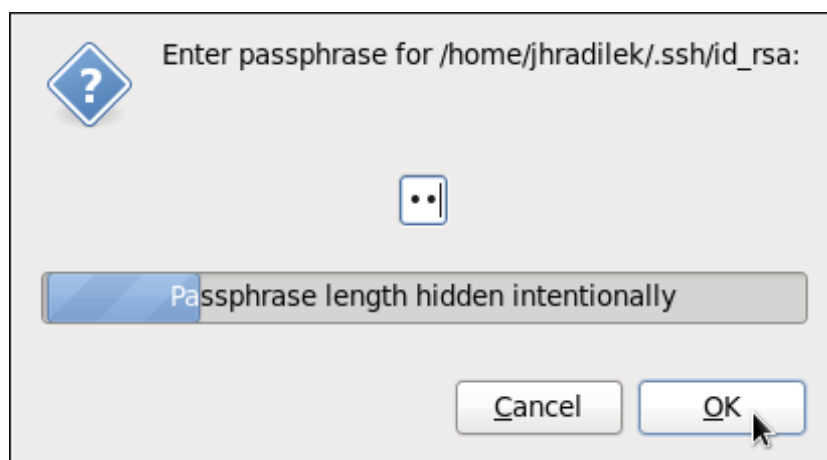 Enter passphrase for /home/jhradilek/.ssh/id_rsa:
••
Passphrase length hidden intentionally
Cancel
OK